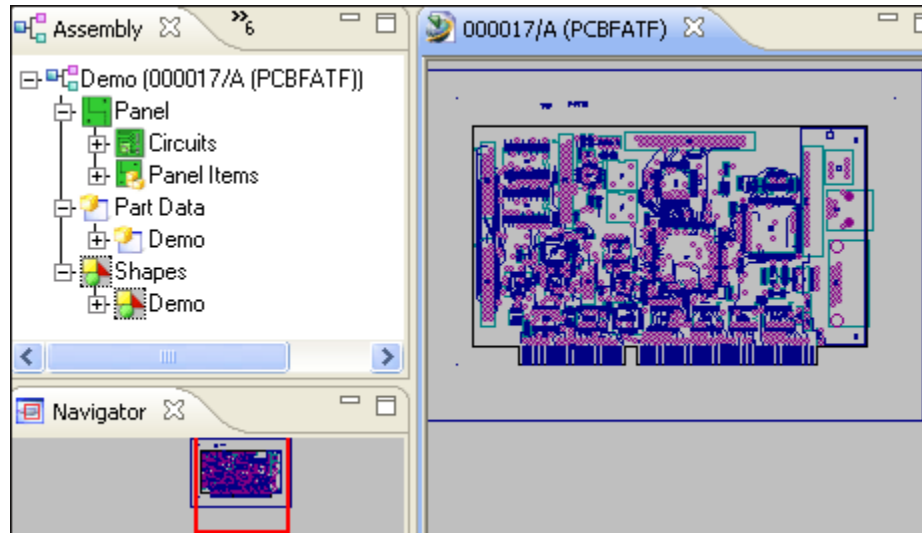 Assembly
»6
000017/A (PCBFATF)
Demo (000017/A (PCBFATF))
Panel
Circuits
Panel Items
Part Data
Demo
Shapes
Demo
Navigator